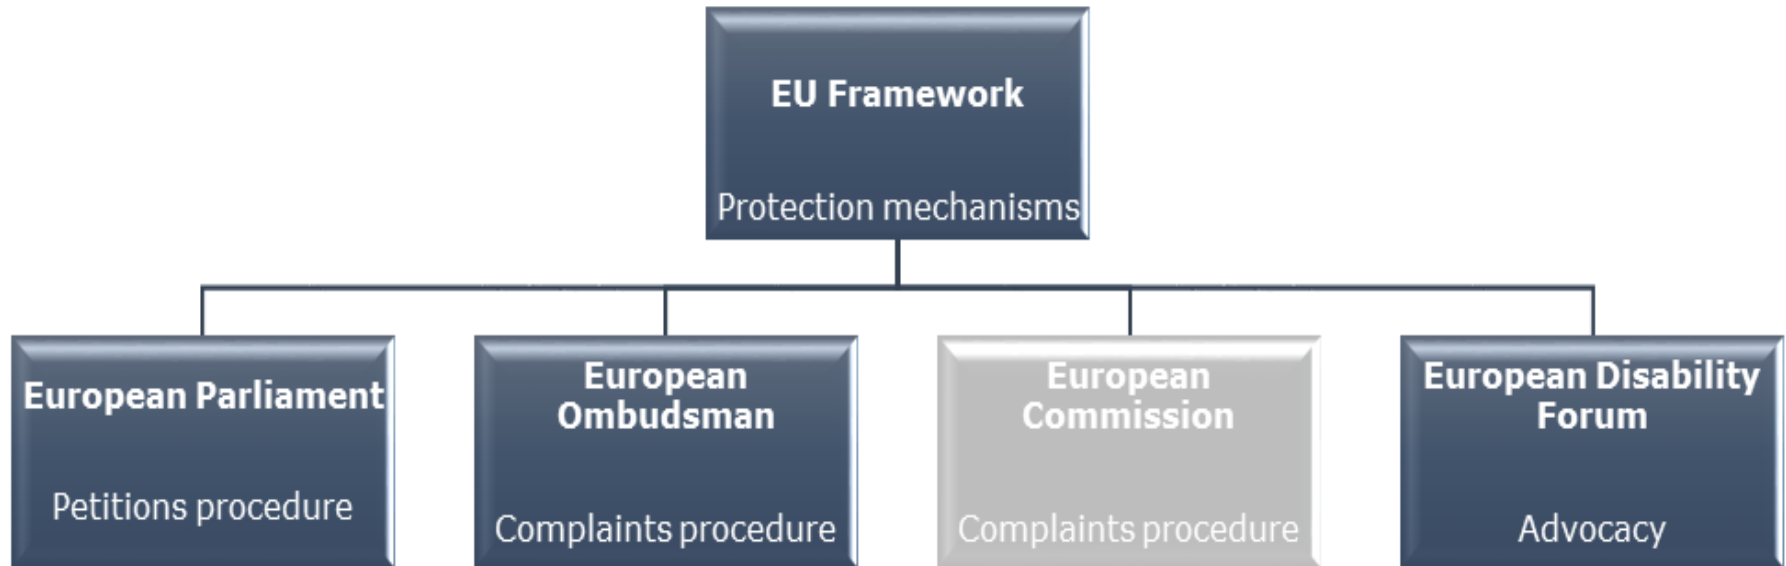 EU Framework
Protection mechanisms
European Parliament
Petitions procedure
European
Ombudsman
Complaints procedure
European
Commission
Complaints procedure
European Disability
Forum
Advocacy